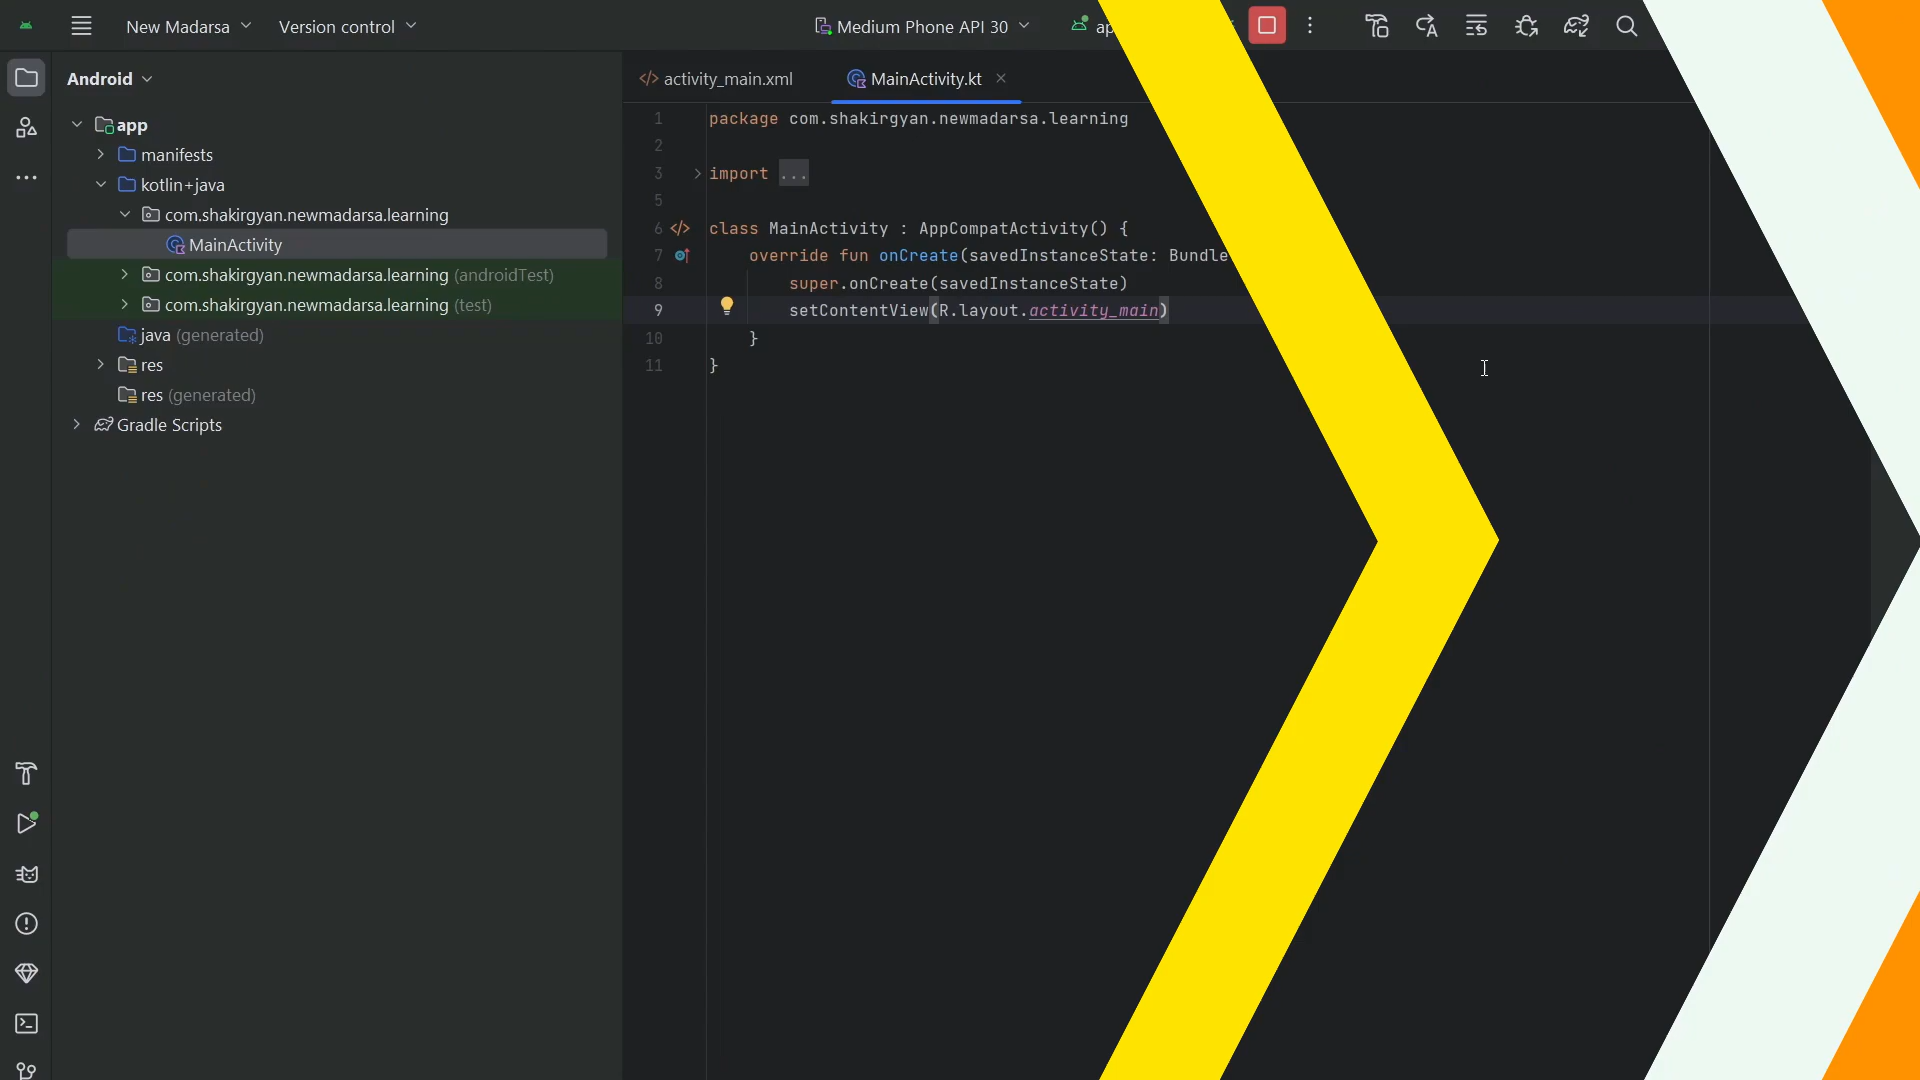 New Madarsa
Version control
Medium Phone API 30
ap
Android
activity_main.xml
MainActivity.kt
app
manifests
kotlin+java
com.shakirgyan.newmadarsa.learning
MainActivity
com.shakirgyan.newmadarsa.learning (androidTest)
com.shakirgyan.newmadarsa.learning (test)
java (generated)
res
res (generated)
Gradle Scripts
1 package com.shakirgyan.newmadarsa.learning
2
3 import ...
5
6 class MainActivity : AppCompatActivity() {
7 override fun onCreate(savedInstanceState: Bundle
8 super.onCreate(savedInstanceState)
9 setContentView(R.layout.activity_main)
10 }
11 }